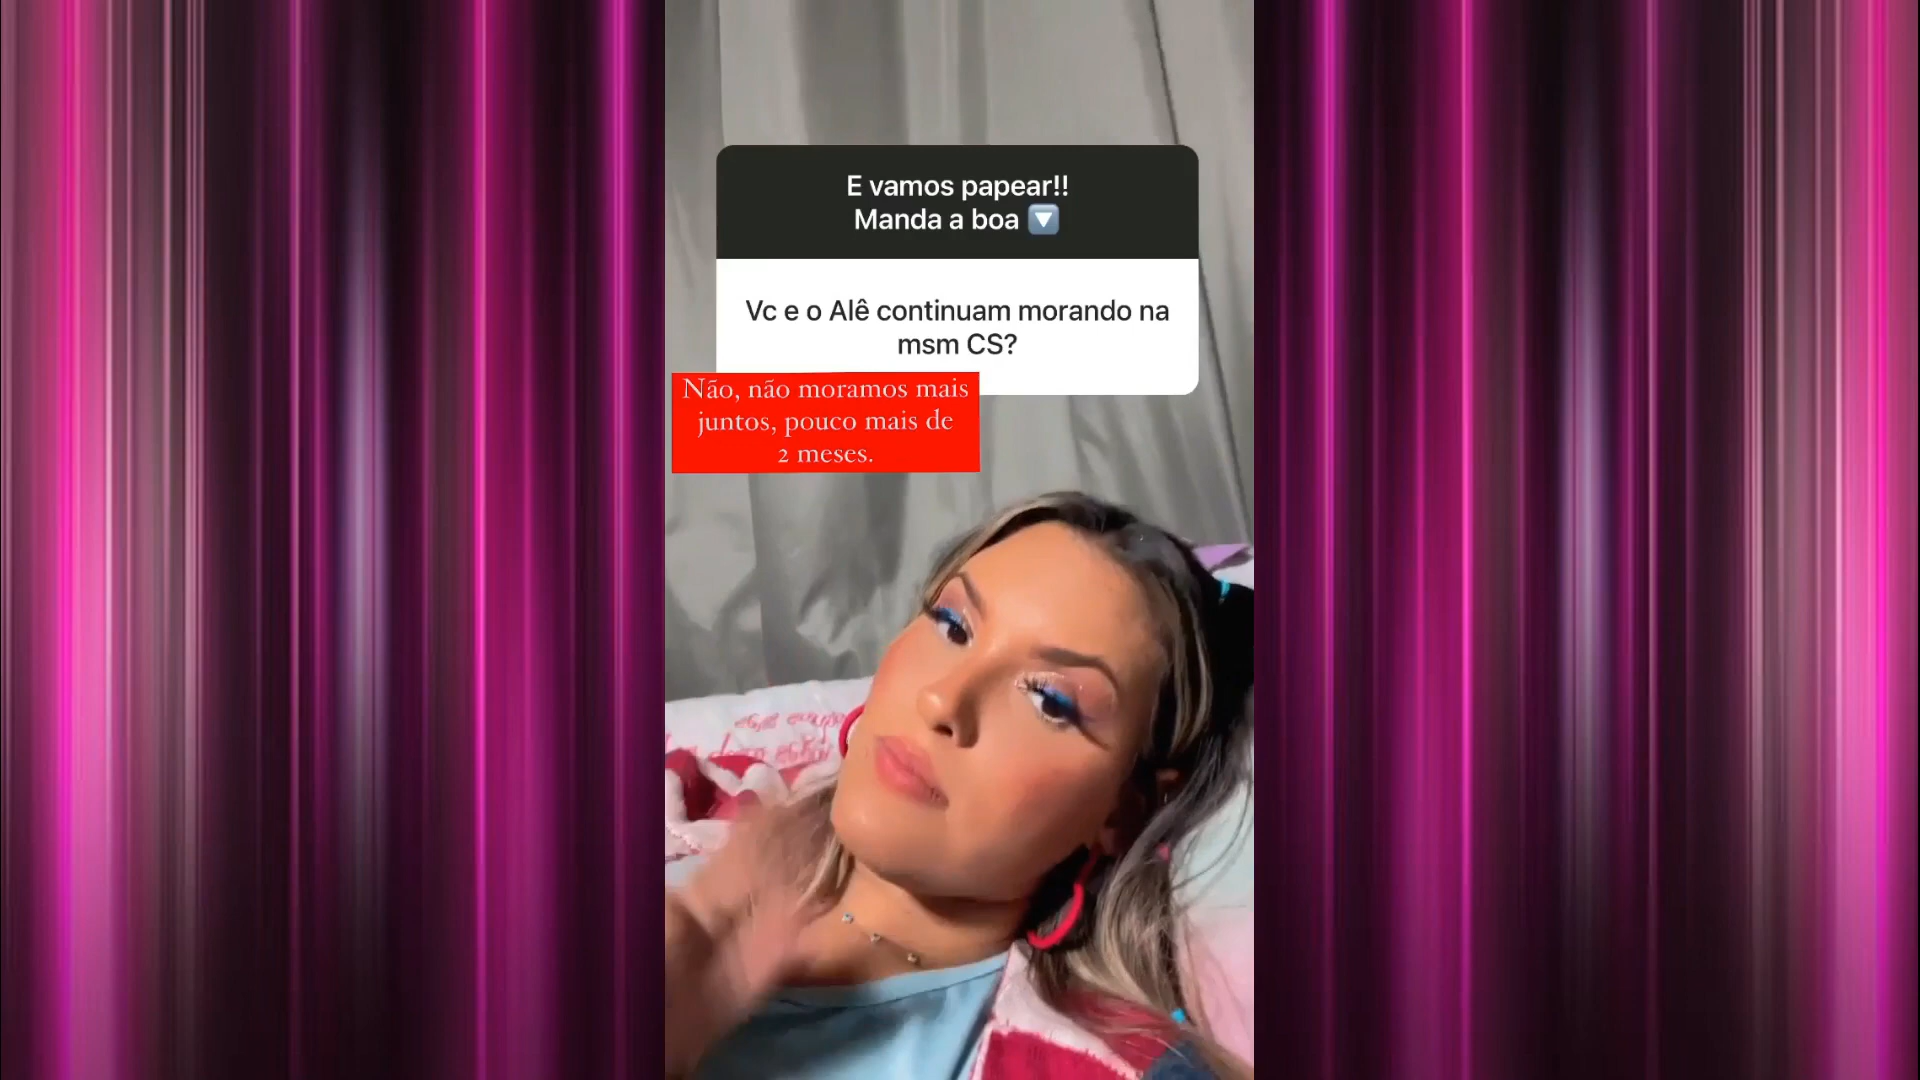 E vamos papear!!
Manda a boa 🔽
Vc e o Alê continuam morando na
msm CS?
Não, não moramos mais
juntos, pouco mais de
2 meses.